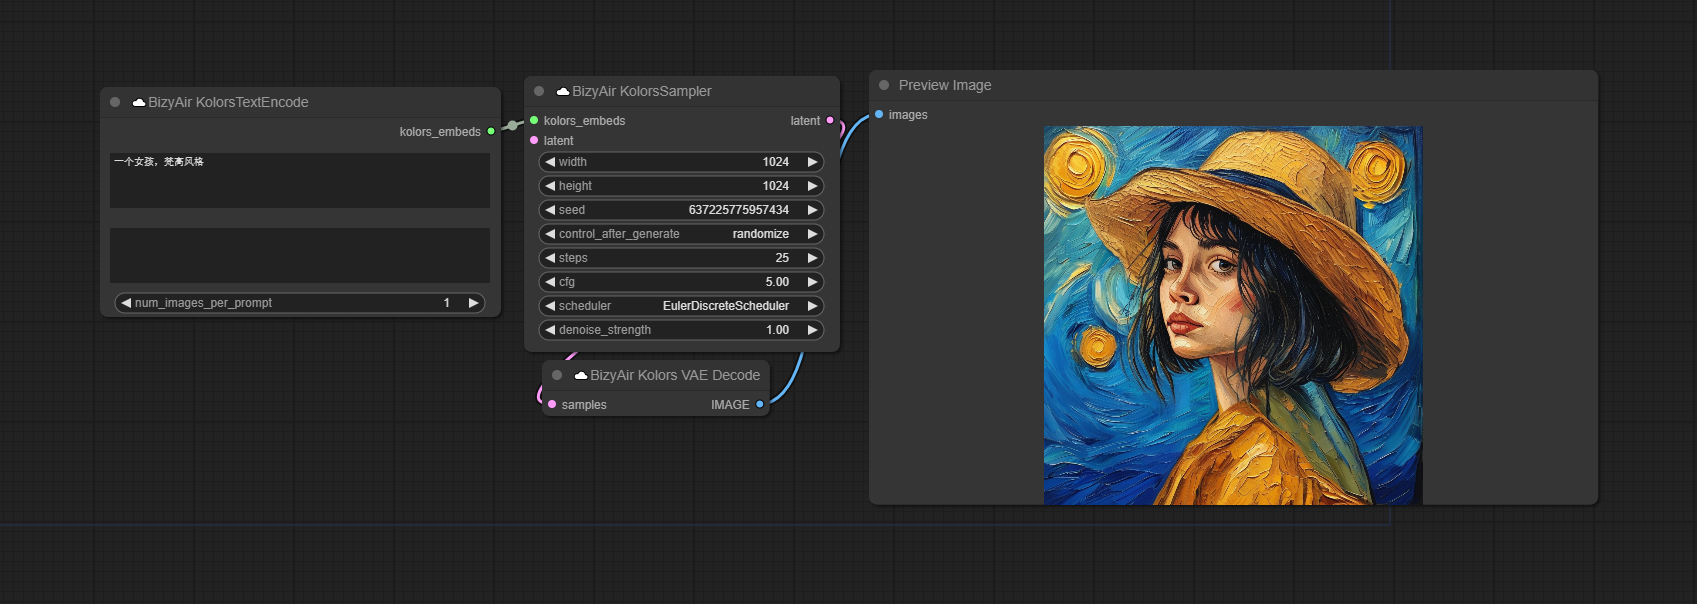 BizyAir KolorsTextEncode
kolors_embeds
一个女孩，梵高风格
num_images_per_prompt 1
BizyAir KolorsSampler
kolors_embeds latent
latent
width 1024
height 1024
seed 637225775957434
control_after_generate randomize
steps 25
cfg 5.00
scheduler EulerDiscreteScheduler
denoise_strength 1.00
BizyAir Kolors VAE Decode
samples IMAGE
Preview Image
images